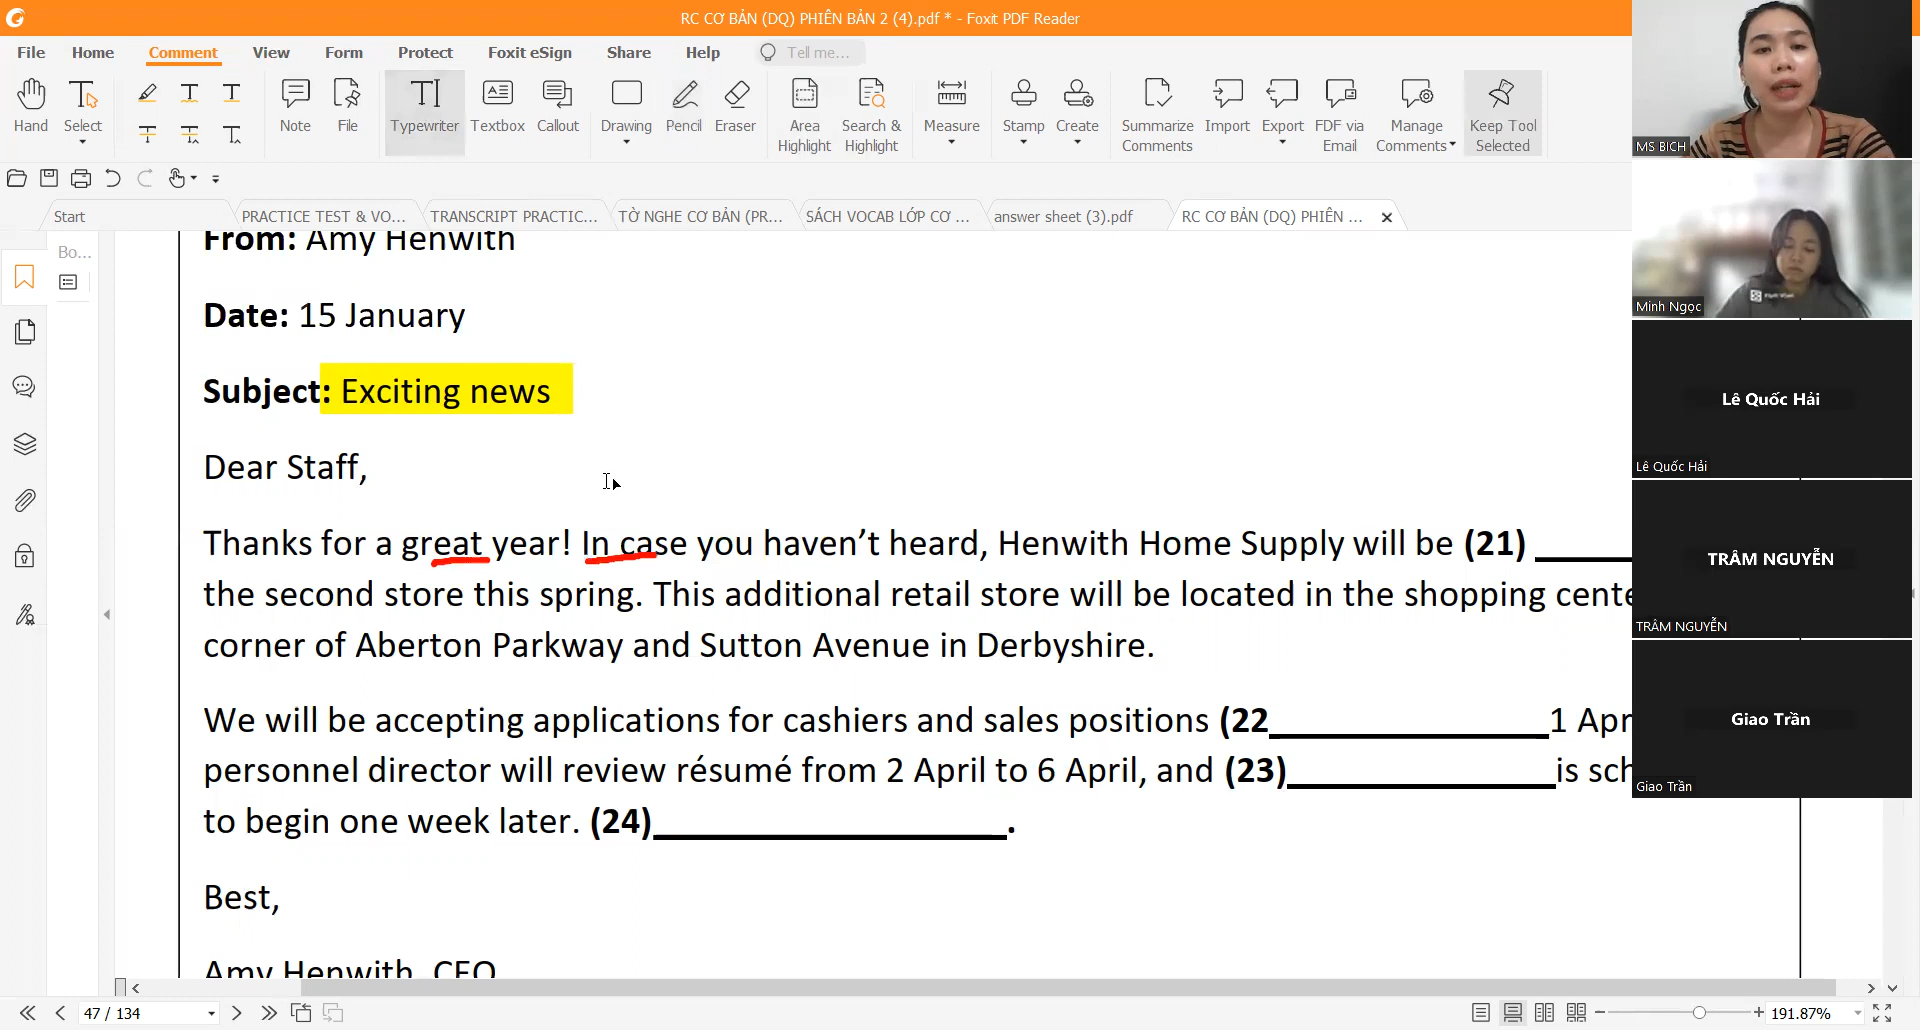 RC CƠ BẢN (DQ) PHIÊN BẢN 2 (4).pdf * - Foxit PDF Reader
File Home Comment View Form Protect Foxit eSign Share Help Tell me...
Hand Select Note File Typewriter Textbox Callout Drawing Pencil Eraser Area Highlight Search & Highlight Measure Stamp Create Summarize Comments Import Export FDF via Email Manage Comments Keep Tool Selected
Start PRACTICE TEST & VO... TRANSCRIPT PRACTIC... TỜ NGHE CƠ BẢN (PR... SÁCH VOCAB LỚP CƠ ... answer sheet (3).pdf RC CƠ BẢN (DQ) PHIÊN ...
Bo...
From: Amy Henwith
Date: 15 January
Subject: Exciting news
Dear Staff,
Thanks for a great year! In case you haven't heard, Henwith Home Supply will be (21) ______
the second store this spring. This additional retail store will be located in the shopping cente
corner of Aberton Parkway and Sutton Avenue in Derbyshire.
We will be accepting applications for cashiers and sales positions (22______________1 Apr
personnel director will review résumé from 2 April to 6 April, and (23)______________is sch
to begin one week later. (24)__________________.
Best,
Amy Henwith, CEO
47 / 134
191.87%
MS BICH
Minh Ngọc
Lê Quốc Hải
Lê Quốc Hải
TRÂM NGUYỄN
TRÂM NGUYỄN
Giao Trần
Giao Trần